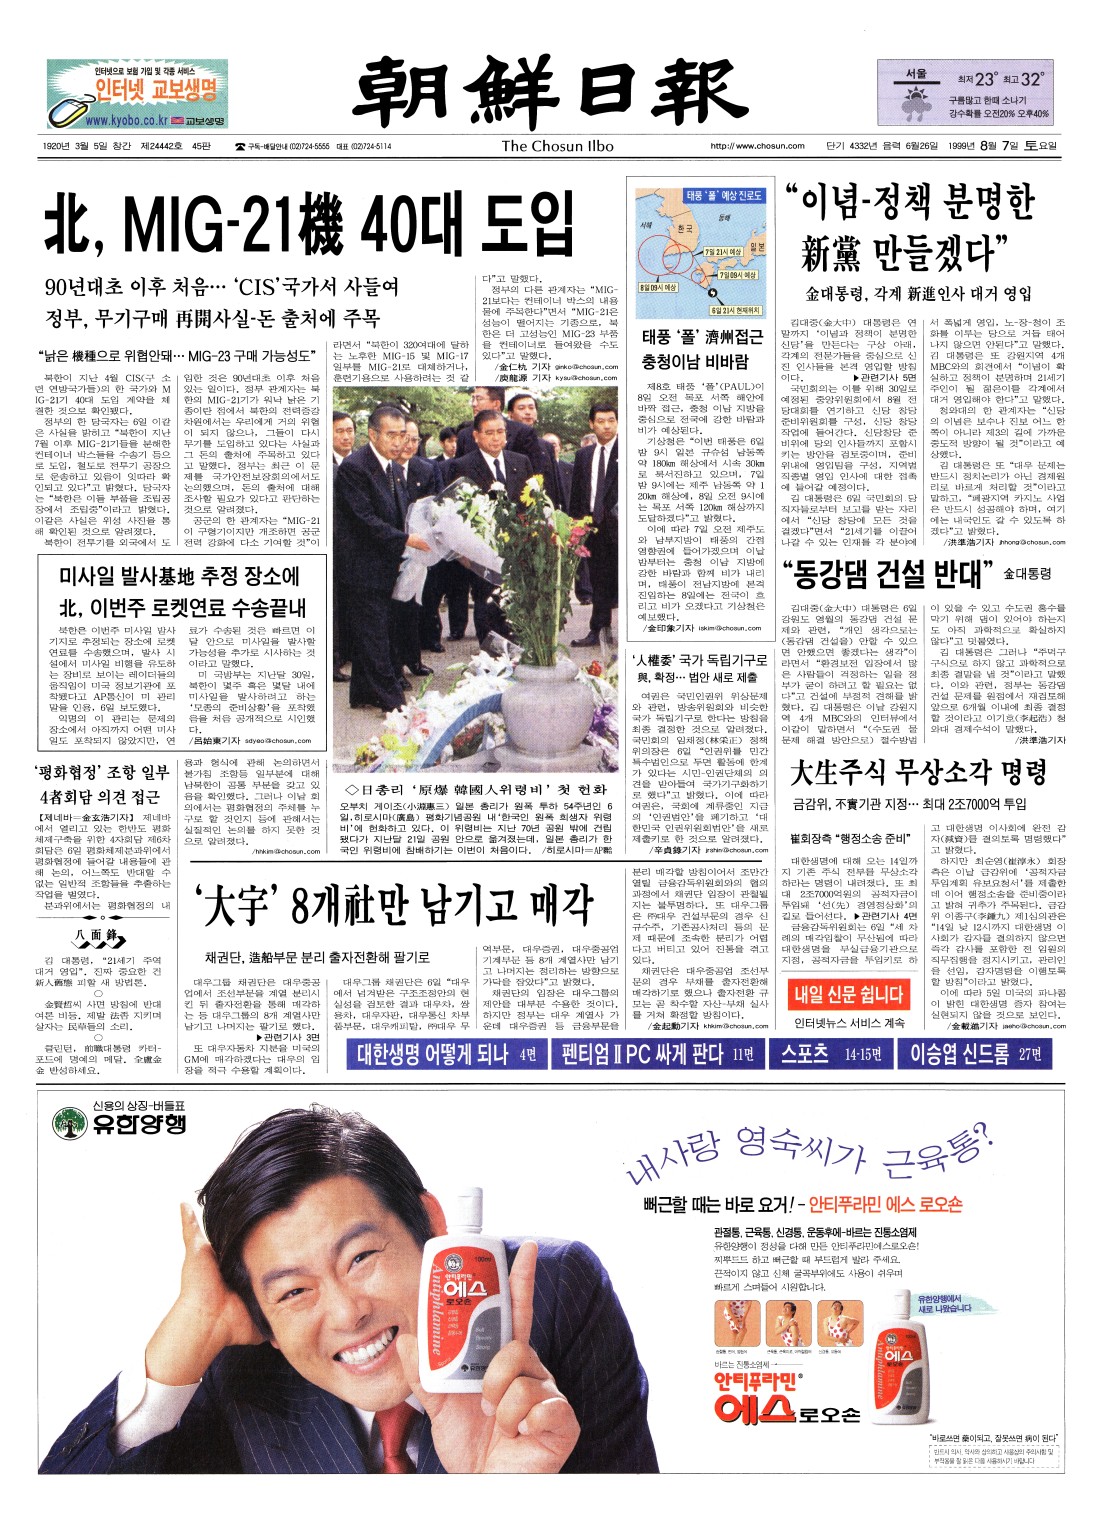 인터넷으로 보험 가입 및 각종 서비스
인터넷 교보생명
www.kyobo.co.kr 교보생명
朝鮮日報
서울
최저 23° 최고 32°
구름많고 한때 소나기
강수확률 오전20% 오후40%
1920년 3월 5일 창간 제24442호 45판
구독-배달안내 (02)724-5555 대표 (02)724-5114
The Chosun Ilbo
http://www.chosun.com
단기 4332년 음력 6월26일 1999년 8월 7일 토요일
北, MIG-21機 40대 도입
90년대초 이후 처음… ‘CIS’국가서 사들여
정부, 무기구매 再開사실-돈 출처에 주목
“낡은 機種으로 위협안돼… MIG-23 구매 가능성도”
북한이 지난 4월 CIS(구 소
련 연방국가들)의 한 국가와 M
IG-21기 40대 도입 계약을 체
결한 것으로 확인됐다.
정부의 한 당국자는 6일 이같
은 사실을 밝히고 “북한이 지난
7월 이후 MIG-21기들을 분해한
컨테이너 박스들을 수송기 등으
로 도입, 철도로 전투기 공장으
로 운송하고 있음이 잇따라 확
인되고 있다”고 말했다. 당국자
는 “북한은 이들 부품을 조립공
장에서 조립중”이라고 밝혔다.
이같은 사실은 위성 사진을 통
해 확인된 것으로 알려졌다.
북한이 전투기를 외국에서 도
입한 것은 90년대초 이후 처음
있는 일이다. 정부 관계자는 북
한의 MIG-21기가 워낙 낡은 기
종이란 점에서 북한의 전력증강
차원에서는 우리에게 거의 위협
이 되지 않으나, 그들이 다시
무기를 도입하고 있다는 사실과
그 돈의 출처에 주목하고 있다
고 말했다. 정부는 최근 이 문
제를 국가안전보장회의에서도
논의했으며, 돈의 출처에 대해
조사할 필요가 있다고 판단하는
것으로 알려졌다.
공군의 한 관계자는 “MIG-21
이 구형기이지만 개조하면 공군
전력 강화에 다소 기여할 것”이
라면서 “북한이 320여대에 달하
는 노후한 MIG-15 및 MIG-17
일부를 MIG-21로 대체하거나,
훈련기용으로 사용하려는 것 같
다”고 말했다.
정부의 다른 관계자는 “MIG-
21보다는 컨테이너 박스의 내용
물에 주목한다”면서 “MIG-21은
성능이 떨어지는 기종으로, 북
한은 더 고성능인 MIG-23 부품
을 컨테이너로 들여왔을 수도
있다”고 말했다.
/金仁杭 기자 ginko@chosun.com
/庾龍源 기자 kysu@chosun.com
태풍 ‘폴’ 예상 진로도
서해
한국
동해
일본
7일 21시 예상
7일 09시 예상
8일 09시 예상
6일 21시 현재위치
태풍 ‘폴’ 濟州접근
충청이남 비바람
제8호 태풍 ‘폴’(PAUL)이
8일 오전 목포 서쪽 해안에
바짝 접근, 충청 이남 지방을
중심으로 전국에 강한 바람과
비가 예상된다.
기상청은 “이번 태풍은 6일
밤 9시 일본 규슈섬 남동쪽
약 180km 해상에서 시속 30km
로 북서진하고 있으며, 7일
밤 9시에는 제주 남동쪽 약 1
20km 해상에, 8일 오전 9시에
는 목포 서쪽 120km 해상까지
도달하겠다”고 밝혔다.
이에 따라 7일 오전 제주도
와 남부지방이 태풍의 간접
영향권에 들어가겠으며 이날
밤부터는 충청 이남 지방에
강한 바람과 함께 비가 내리
며, 태풍이 전남지방에 본격
진입하는 8일에는 전국이 흐
리고 비가 오겠다고 기상청은
예보했다.
/金印象기자 iskim@chosun.com
“이념-정책 분명한
新黨 만들겠다”
金대통령, 각계 新進인사 대거 영입
김대중(金大中) 대통령은 연
말까지 ‘이념과 정책이 분명한
신당’을 만든다는 구상 아래,
각계의 전문가들을 중심으로 신
진 인사들을 본격 영입할 방침
이다. ▶관련기사 5면
국민회의는 이를 위해 30일로
예정된 중앙위원회에서 8월 전
당대회를 연기하고 신당 창당
준비위원회를 구성, 신당 창당
작업에 들어간다. 신당창당 준
비위에 당외 인사들까지 포함시
키는 방안을 검토중이며, 준비
위내에 영입팀을 구성, 지역별
직종별 영입 인사에 대한 접촉
에 들어갈 예정이다.
김 대통령은 6일 국민회의 당
직자들로부터 보고를 받는 자리
에서 “신당 창당에 모든 것을
걸겠다”면서 “21세기를 이끌어
나갈 수 있는 인재를 각 분야에
서 폭넓게 영입, 노·장·청이 조
화를 이루는 당으로 거듭 태어
나지 않으면 안된다”고 말했다.
김 대통령은 또 강원지역 4개
MBC와의 회견에서 “이념이 확
실하고 정책이 분명하며 21세기
주인이 될 젊은이들 각계에서
대거 영입해야 한다”고 말했다.
청와대의 한 관계자는 “신당
의 이념은 보수나 진보 어느 한
쪽이 아니라 제3의 길에 가까운
중도적 방향이 될 것”이라고 예
상했다.
김 대통령은 또 “대우 문제는
반드시 정치논리가 아닌 경제원
리로 바르게 처리할 것”이라고
말하고, “폐광지역 카지노 사업
은 반드시 성공해야 하며, 여기
에는 내국인도 갈 수 있도록 하
겠다”고 말했다.
/洪準浩기자 jhhong@chosun.com
“동강댐 건설 반대” 金대통령
김대중(金大中) 대통령은 6일
강원도 영월의 동강댐 건설 문
제와 관련, “개인 생각으로는
(동강댐 건설을) 안할 수 있으
면 안했으면 좋겠다는 생각”이
라면서 “환경보전 입장에서 많
은 사람들이 걱정하는 일을 정
부가 굳이 하려고 할 필요는 없
다”고 건설에 부정적 견해를 밝
혔다. 김 대통령은 이날 강원지
역 4개 MBC와의 인터뷰에서
이같이 말하면서 “(수도권 물
문제 해결 방안으로) 절수방법
이 있을 수 있고 수도권 홍수를
막기 위해 댐이 있어야 하는지
도 아직 과학적으로 확실하지
않다”고 덧붙였다.
김 대통령은 그러나 “주먹구
구식으로 하지 않고 과학적으로
최종 결말을 낼 것”이라고 말했
다. 이와 관련, 정부는 동강댐
건설 문제를 원점에서 재검토해
앞으로 6개월 이내에 최종 결정
할 것이라고 이기호(李起浩) 청
와대 경제수석이 말했다.
/洪準浩기자
미사일 발사基地 추정 장소에
北, 이번주 로켓연료 수송끝내
북한은 이번주 미사일 발사
기지로 추정되는 장소에 로켓
연료를 수송했으며, 발사 시
설에서 미사일 비행을 유도하
는 장비로 보이는 레이더들의
움직임이 미국 정보기관에 포
착됐다고 AP통신이 미 관리
말을 인용, 6일 보도했다.
익명의 이 관리는 문제의
장소에서 아직까지 어떤 미사
일도 포착되지 않았지만, 연
료가 수송된 것은 빠르면 이
달 안으로 미사일을 발사할
가능성을 추가로 시사하는 것
이라고 말했다.
미 국방부는 지난달 30일,
북한이 몇주 혹은 몇달 내에
미사일을 발사하려고 하는
‘모종의 준비상황’을 포착했
음을 처음 공개적으로 시인했
다.
/呂始東기자 sdyeo@chosun.com
‘평화협정’ 조항 일부
4者회담 의견 접근
【제네바=金玄浩기자】 제네바
에서 열리고 있는 한반도 평화
체제구축을 위한 4자회담 제6차
회담은 6일 평화체제분과위에서
평화협정에 들어갈 내용들에 관
해 논의, 어느쪽도 반대할 수
없는 일반적 조항들을 추출하는
작업을 벌였다.
분과위에서는 평화협정의 내
용과 형식에 관해 논의하면서
불가침 조항등 일부분에 대해
남북한이 공통 부분을 갖고 있
음을 확인했다. 그러나 이날 회
의에서는 평화협정의 주체를 누
구로 할 것인지 등에 관해서는
실질적인 논의를 하지 못한 것
으로 알려졌다.
/hhkim@chosun.com
◇日총리 ‘原爆 韓國人위령비’ 첫 헌화
오부치 게이조(小淵惠三) 일본 총리가 원폭 투하 54주년인 6
일, 히로시마(廣島) 평화기념공원 내 ‘한국인 원폭 희생자 위령
비’에 헌화하고 있다. 이 위령비는 지난 70년 공원 밖에 건립
됐다가 지난달 21일 공원 안으로 옮겨졌는데, 일본 총리가 한
국인 위령비에 참배하기는 이번이 처음이다. /히로시마=AP聯
‘人權委’ 국가 독립기구로
與, 확정… 법안 새로 제출
여권은 국민인권위 위상문제
와 관련, 방송위원회와 비슷한
국가 독립기구로 한다는 방침을
최종 결정한 것으로 알려졌다.
국민회의 임채정(林采正) 정책
위의장은 6일 “인권위를 민간
특수법인으로 두면 활동에 한계
가 있다는 시민·인권단체의 의
견을 받아들여 국가기구화하기
로 했다”고 밝혔다. 이에 따라
여권은, 국회에 계류중인 지금
의 ‘인권법안’을 폐기하고 ‘대
한민국 인권위원회법안’을 새로
제출키로 한 것으로 알려졌다.
/辛貞錄기자 jrshin@chosun.com
大生주식 무상소각 명령
금감위, 不實기관 지정… 최대 2조7000억 투입
崔회장측 “행정소송 준비”
대한생명에 대해 오는 14일까
지 기존 주식 전부를 무상소각
하라는 명령이 내려졌다. 또 최
대 2조7000억원의 공적자금이
투입돼 ‘선(先) 경영정상화’의
길로 들어선다. ▶관련기사 4면
금융감독위원회는 6일 “세 차
례의 매각입찰이 무산됨에 따라
대한생명을 부실금융기관으로
지정, 공적자금을 투입키로 하
고 대한생명 이사회에 완전 감
자(減資)를 결의토록 명령했다”
고 밝혔다.
하지만 최순영(崔淳永) 회장
측은 이날 금감위에 “공적자금
투입계획 유보요청서”를 제출한
데 이어 행정소송을 준비중이라
고 밝혀 귀추가 주목된다. 금감
위 이종구(李鍾九) 제1심의관은
“14일 낮 12시까지 대한생명 이
사회가 감자를 결의하지 않으면
즉각 감사를 포함한 전 임원의
직무집행을 정지시키고, 관리인
을 선임, 감자명령을 이행토록
할 방침”이라고 말했다.
이에 따라 5일 미국의 파나콤
이 밝힌 대한생명 증자 참여는
실현되지 않을 것으로 보인다.
/金載浩기자 jaeho@chosun.com
‘大宇’ 8개社만 남기고 매각
채권단, 造船부문 분리 출자전환해 팔기로
대우그룹 채권단은 대우중공
업에서 조선부문을 계열 분리시
킨 뒤 출자전환을 통해 매각하
는 등 대우그룹의 8개 계열사만
남기고 나머지는 팔기로 했다.
▶관련기사 3면
또 대우자동차 지분을 미국의
GM에 매각하겠다는 대우의 입
장을 적극 수용할 계획이다.
대우그룹 채권단은 6일 “대우
에서 넘겨받은 구조조정안의 현
실성을 검토한 결과 대우차, 쌍
용차, 대우자판, 대우통신 차부
품부문, 대우캐피탈, ㈜대우 무
역부문, 대우증권, 대우중공업
기계부문 등 8개 계열사만 남기
고 나머지는 정리하는 방향으로
가닥을 잡았다”고 밝혔다.
채권단의 입장은 대우그룹의
제안을 대부분 수용한 것이다.
하지만 정부는 대우 계열사 가
운데 대우증권 등 금융부문을
분리 매각할 방침이어서 조만간
열릴 금융감독위원회와의 협의
과정에서 채권단 입장이 관철될
지는 불투명하다. 또 대우그룹
은 ㈜대우 건설부문의 경우 신
규수주, 기존공사처리 등의 문
제 때문에 조속한 분리가 어렵
다고 버티고 있어 진통을 겪고
있다.
채권단은 대우중공업 조선부
문의 경우 부채를 출자전환해
매각하기로 했으나 출자전환 규
모는 곧 착수할 자산-부채 실사
를 거쳐 확정할 방침이다.
/金起勳기자 khkim@chosun.com
八面鋒
김 대통령, “21세기 주역
대거 영입”. 진짜 중요한 건
新人舊態 피할 새 방법론.
○
金賢哲씨 사면 방침에 반대
여론 비등. 제발 法좀 지키며
살자는 民草들의 소리.
○
클린턴, 前職대통령 카터-
포드에 명예의 메달. 全盧金
金 반성하세요.
내일 신문 쉽니다
인터넷뉴스 서비스 계속
대한생명 어떻게 되나 4면
펜티엄Ⅱ PC 싸게 판다 11면
스포츠 14·15면
이승엽 신드롬 27면
신용의 상징-버들표
유한양행
내사랑 영숙씨가 근육통?
뻐근할 때는 바로 요거! - 안티푸라민 에스 로오숀
관절통, 근육통, 신경통, 운동후에-바르는 진통소염제
유한양행이 정성을 다해 만든 안티푸라민에스로오숀!
찌뿌드드 하고 뻐근할 때 부드럽게 발라 주세요.
끈적이지 않고 신체 굴곡부위에도 사용이 쉬우며
빠르게 스며들어 시원합니다.
유한양행에서
새로 나왔습니다
바르는 진통소염제
안티푸라민
에스 로오숀
100ml
안티푸라민
에스
로오숀
Antiphlamine
“바로쓰면 藥이되고, 잘못쓰면 病이 된다”
반드시 의사, 약사와 상의하고 사용상의 주의사항 및
부작용을 잘 읽은 다음 사용하시기 바랍니다